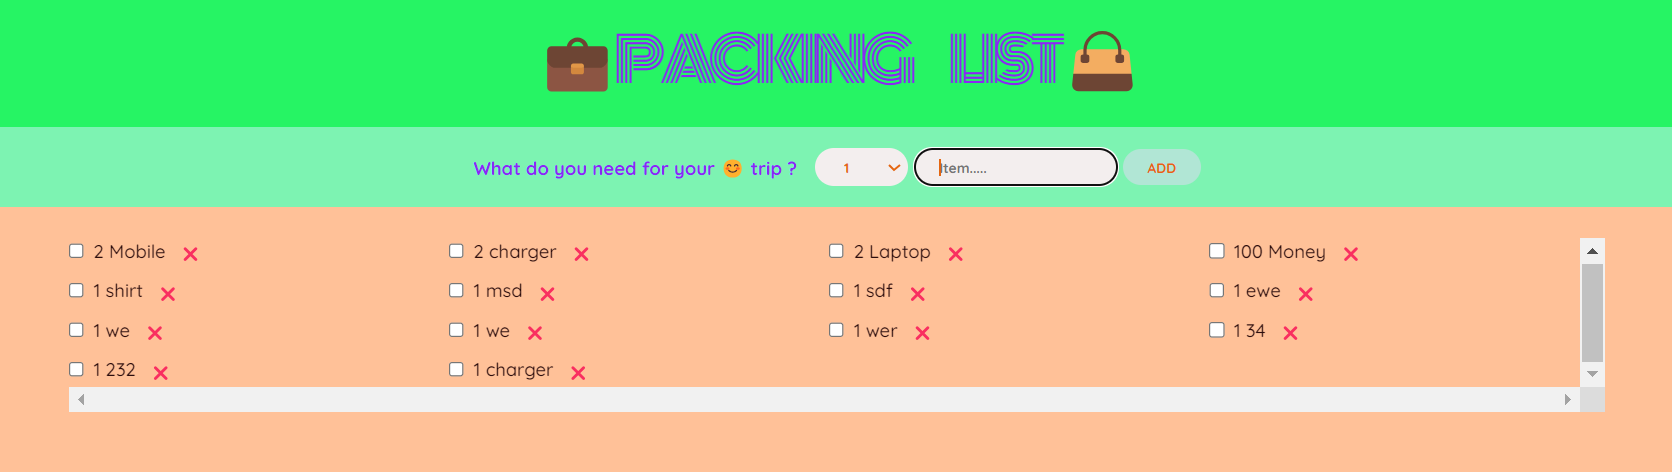 PACKING LIST
What do you need for your 😊 trip ? 1 Item..... ADD
2 Mobile ❌ 2 charger ❌ 2 Laptop ❌ 100 Money ❌
1 shirt ❌ 1 msd ❌ 1 sdf ❌ 1 ewe ❌
1 we ❌ 1 we ❌ 1 wer ❌ 1 34 ❌
1 232 ❌ 1 charger ❌